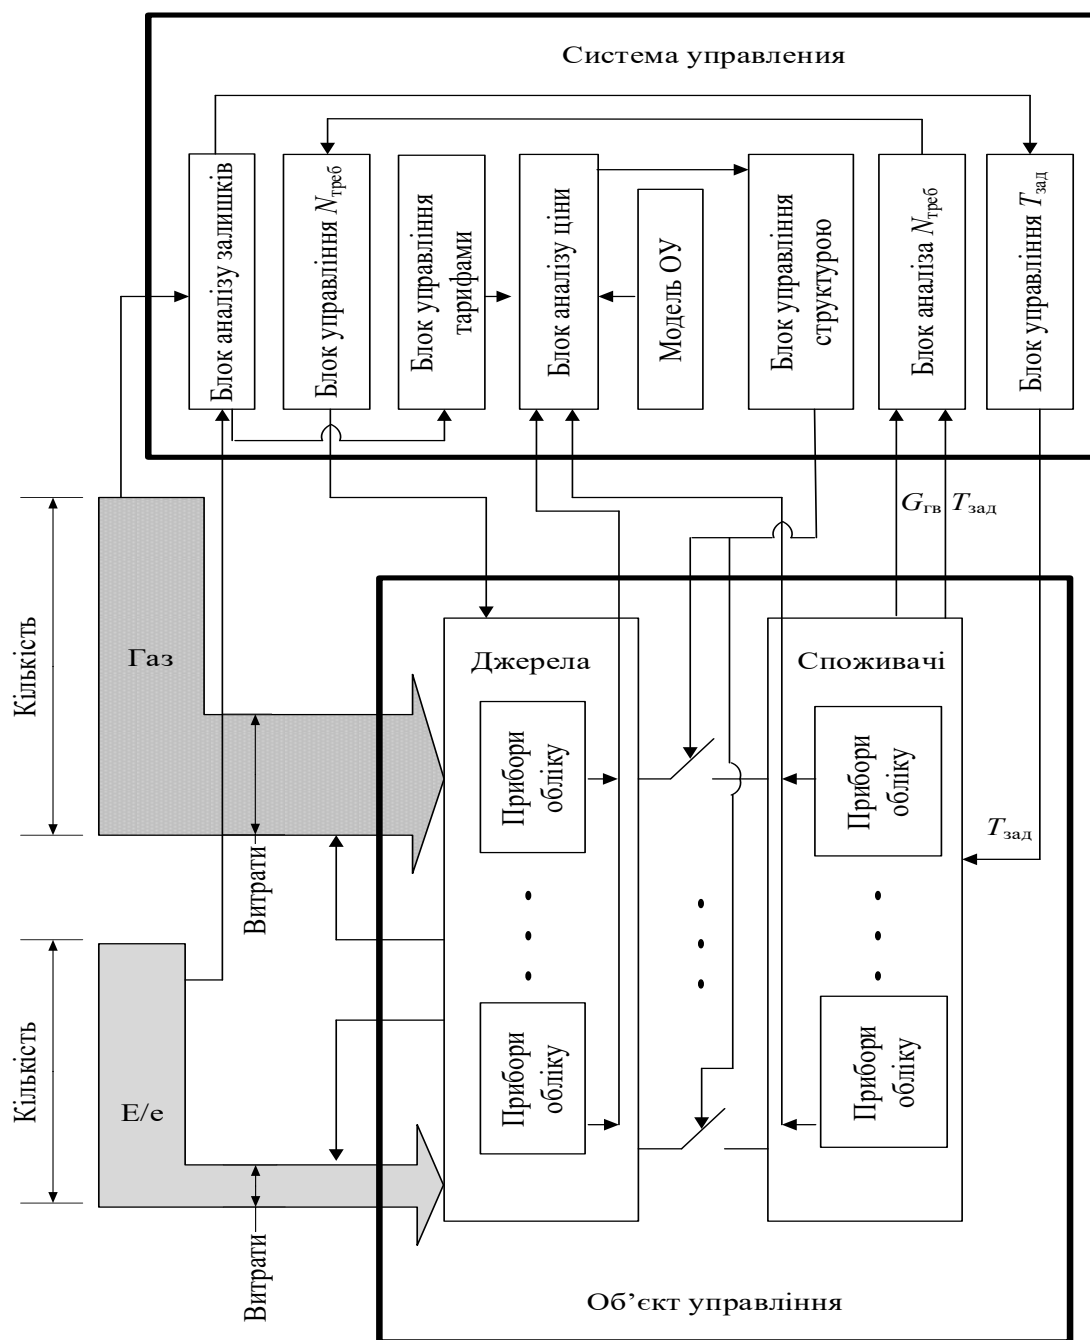 Система управления
Блок аналізу залишків
Блок управління Nтреб
Блок управління
тарифами
Блок аналізу ціни
Модель ОУ
Блок управління
структурою
Блок аналіза Nтреб
Блок управління Tзад
Gгв Tзад
Кількість
Газ
Витрати
Джерела
Споживачі
Прибори
обліку
Прибори
обліку
Tзад
Кількість
Е/е
Витрати
Прибори
обліку
Прибори
обліку
Об’єкт управління